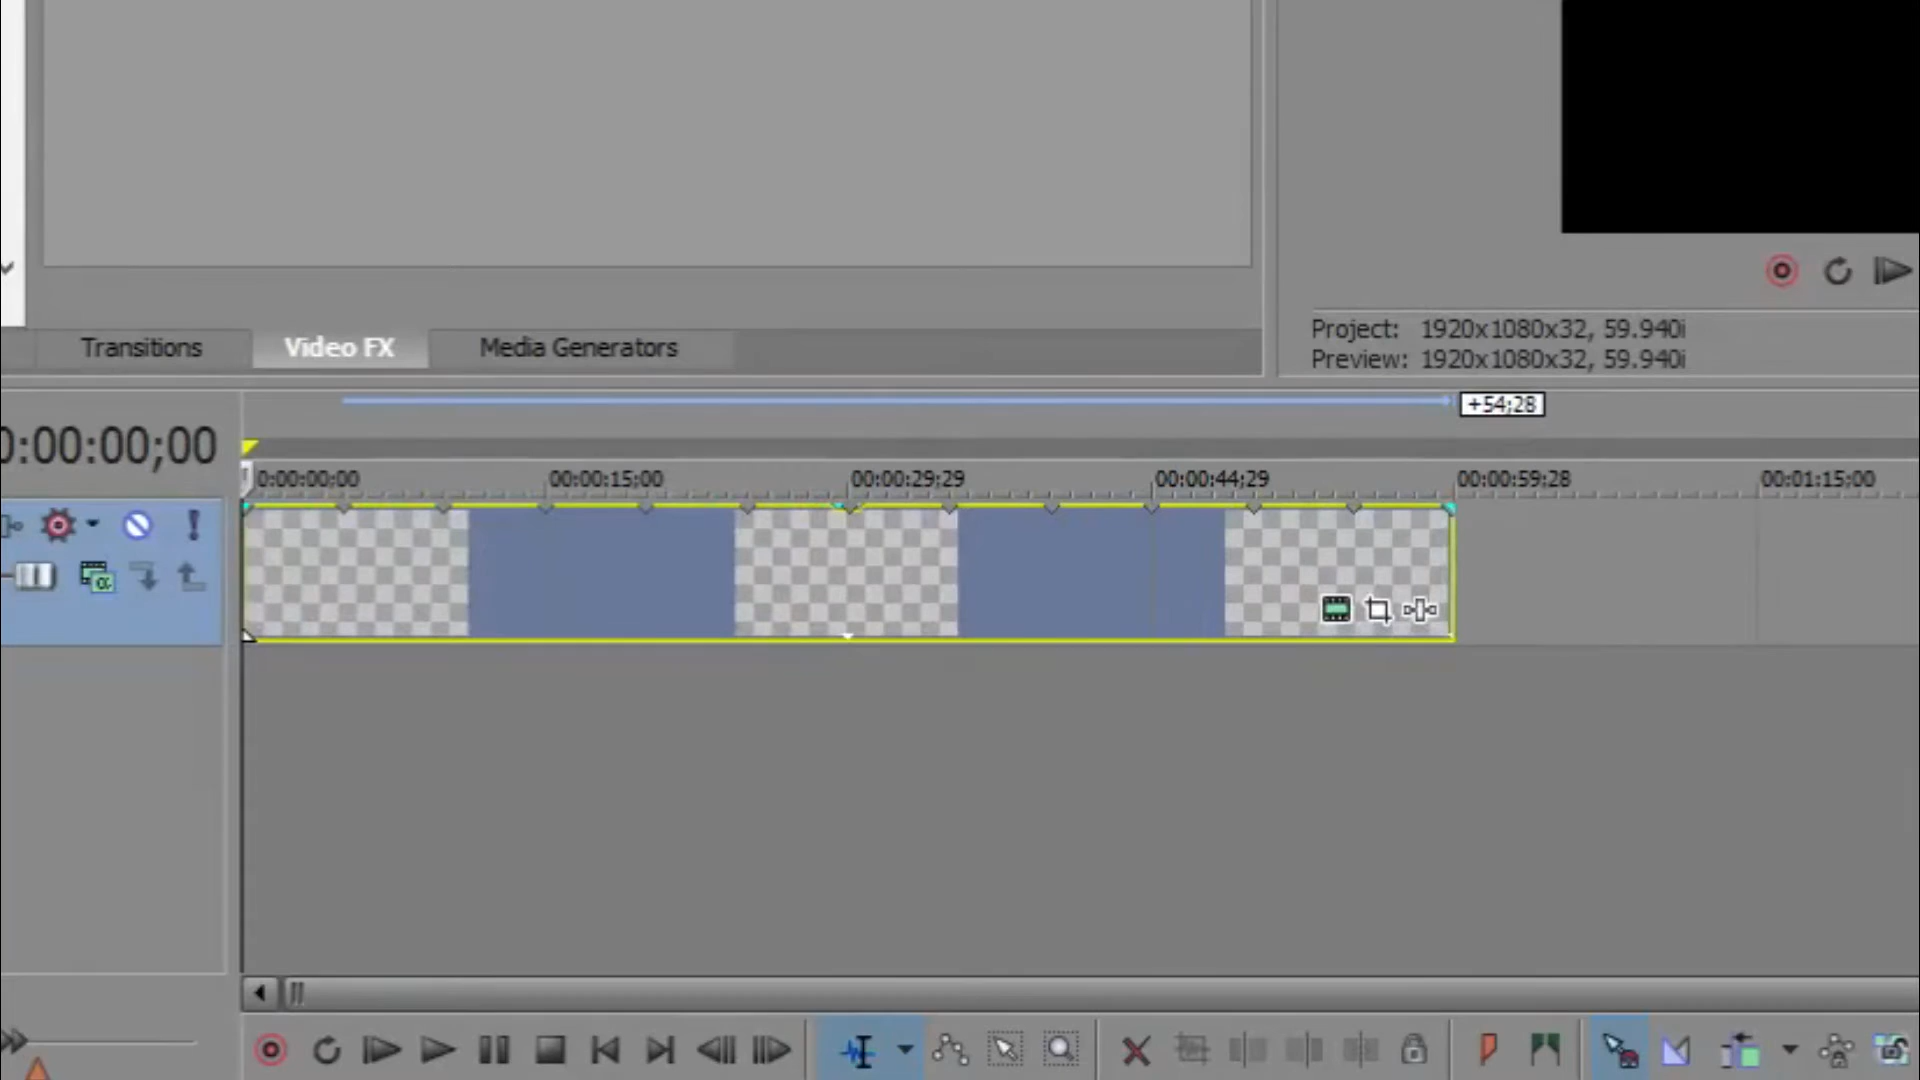 Transitions
Video FX
Media Generators
Project: 1920x1080x32, 59.940i
Preview: 1920x1080x32, 59.940i
+54;28
0:00:00;00
0:00:00;00
00:00:15;00
00:00:29;29
00:00:44;29
00:00:59;28
00:01:15;00